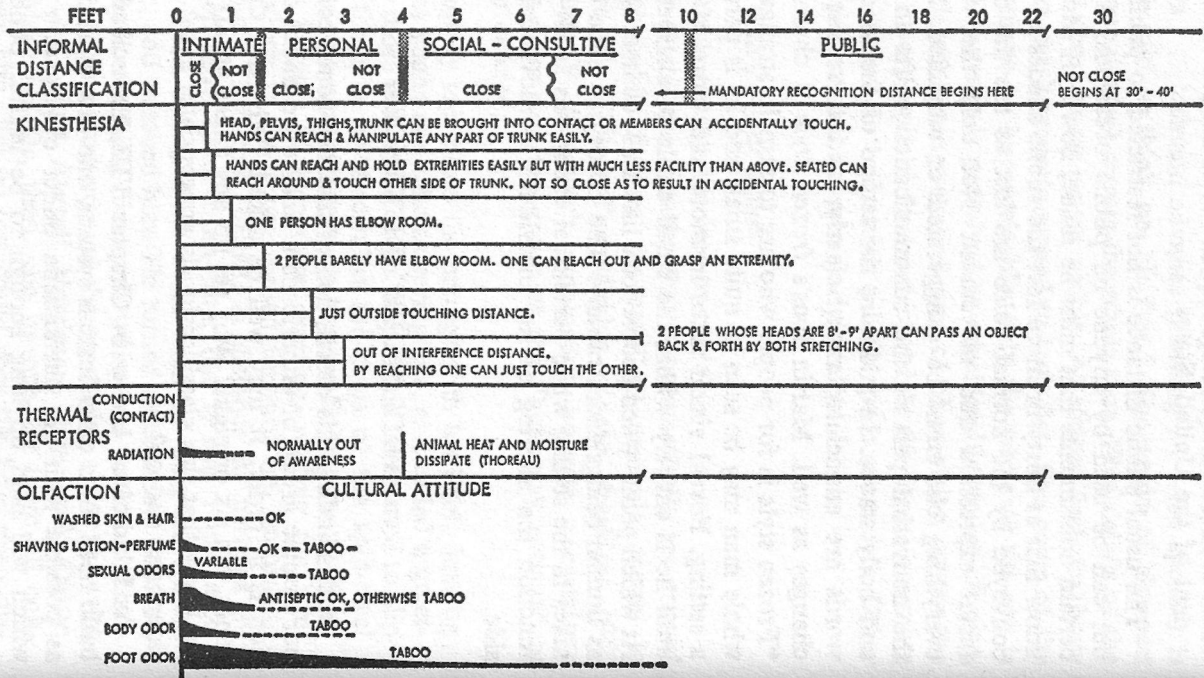 FEET 0 1 2 3 4 5 6 7 8 10 12 14 16 18 20 22 30
INFORMAL DISTANCE CLASSIFICATION
INTIMATE PERSONAL SOCIAL – CONSULTIVE PUBLIC
CLOSE
NOT CLOSE
CLOSE;
NOT CLOSE
CLOSE
NOT CLOSE
MANDATORY RECOGNITION DISTANCE BEGINS HERE
NOT CLOSE
BEGINS AT 30' - 40'
KINESTHESIA
HEAD, PELVIS, THIGHS,TRUNK CAN BE BROUGHT INTO CONTACT OR MEMBERS CAN ACCIDENTALLY TOUCH.
HANDS CAN REACH & MANIPULATE ANY PART OF TRUNK EASILY.
HANDS CAN REACH AND HOLD EXTREMITIES EASILY BUT WITH MUCH LESS FACILITY THAN ABOVE. SEATED CAN
REACH AROUND & TOUCH OTHER SIDE OF TRUNK. NOT SO CLOSE AS TO RESULT IN ACCIDENTAL TOUCHING.
ONE PERSON HAS ELBOW ROOM.
2 PEOPLE BARELY HAVE ELBOW ROOM. ONE CAN REACH OUT AND GRASP AN EXTREMITY.
JUST OUTSIDE TOUCHING DISTANCE.
2 PEOPLE WHOSE HEADS ARE 8'-9' APART CAN PASS AN OBJECT
BACK & FORTH BY BOTH STRETCHING.
OUT OF INTERFERENCE DISTANCE.
BY REACHING ONE CAN JUST TOUCH THE OTHER.
THERMAL RECEPTORS
CONDUCTION
(CONTACT)
RADIATION
NORMALLY OUT
OF AWARENESS
ANIMAL HEAT AND MOISTURE
DISSIPATE (THOREAU)
OLFACTION CULTURAL ATTITUDE
WASHED SKIN & HAIR OK
SHAVING LOTION-PERFUME OK TABOO
SEXUAL ODORS VARIABLE TABOO
BREATH ANTISEPTIC OK, OTHERWISE TABOO
BODY ODOR TABOO
FOOT ODOR TABOO